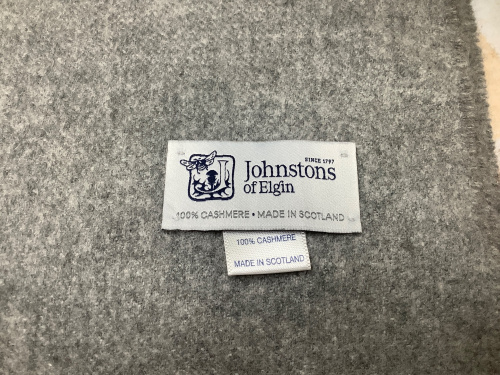 SINCE 1797
Johnstons
of Elgin
100% CASHMERE • MADE IN SCOTLAND
100% CASHMERE
MADE IN SCOTLAND